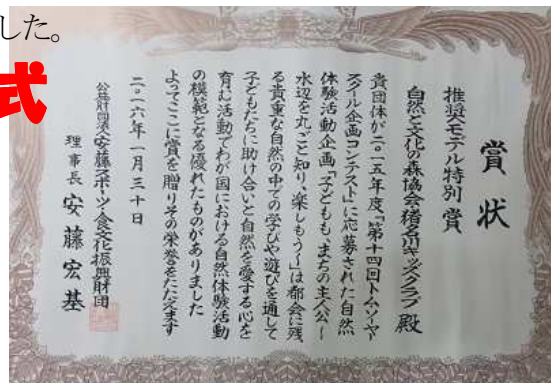 した。
式
賞状
推奨モデル特別賞
自然と文化の森協会・猪名川キッズクラブ 殿
貴団体が二〇一五年度「第十四回トム・ソーヤ
スクール企画コンテスト」に応募された自然
体験活動企画「子どもも、まちの主人公～
水辺を丸ごと知り、楽しもう～」は都会に残
る貴重な自然の中での学びや遊びを通して
子どもたちに助け合いと自然を愛する心を
育む活動でわが国における自然体験活動
の模範となる優れたものがありました
よってここに賞を贈りその栄誉をたたえます
二〇一六年一月三十日
公益財団法人安藤スポーツ・食文化振興財団
理事長 安藤宏基